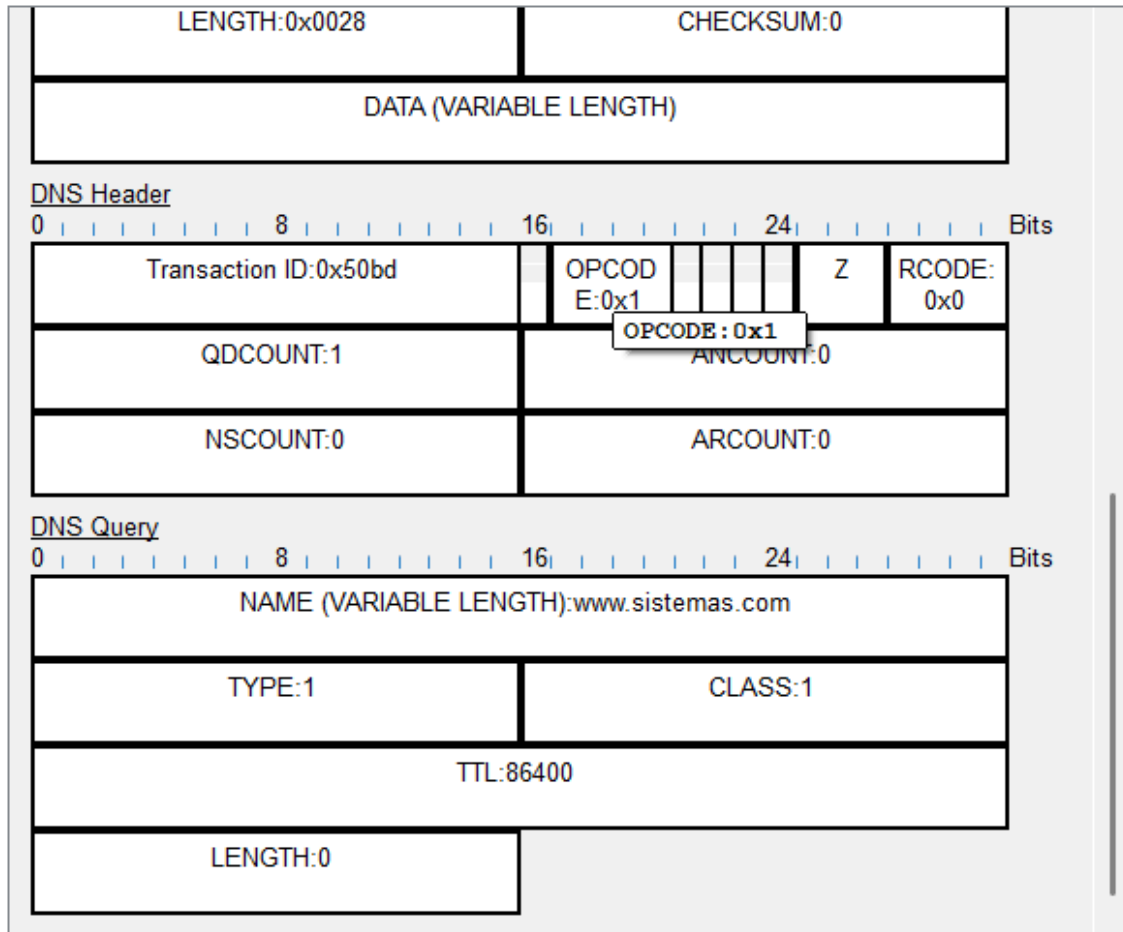 LENGTH:0x0028 CHECKSUM:0
DATA (VARIABLE LENGTH)
DNS Header
0 8 16 24 Bits
Transaction ID:0x50bd OPCOD Z RCODE:
E:0x1 0x0
OPCODE:0x1
QDCOUNT:1 ANCOUNT:0
NSCOUNT:0 ARCOUNT:0
DNS Query
0 8 16 24 Bits
NAME (VARIABLE LENGTH):www.sistemas.com
TYPE:1 CLASS:1
TTL:86400
LENGTH:0